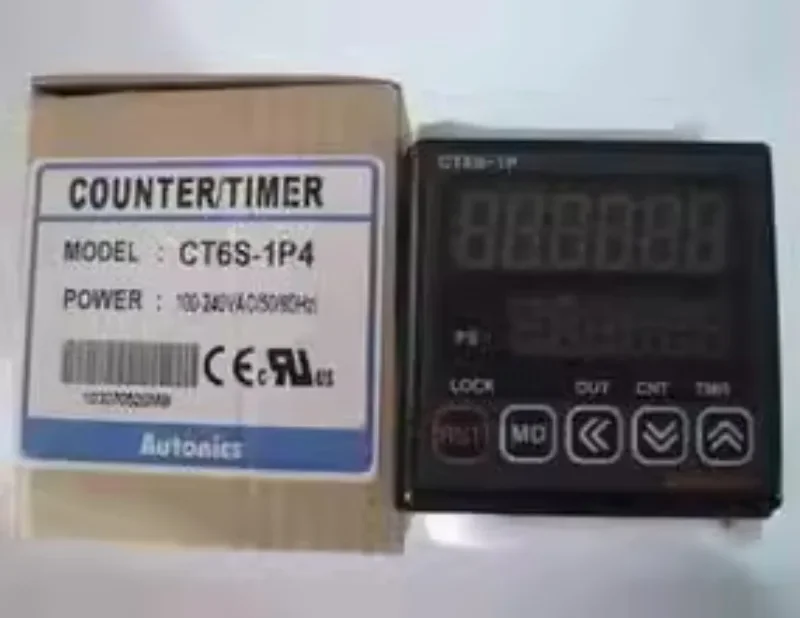 COUNTER/TIMER
MODEL : CT6S-1P4
POWER : 100-240VAC/50/60Hz
CE c us
Autonics
CT6S-1P
PS
LOCK OUT CNT TMR
RST MD